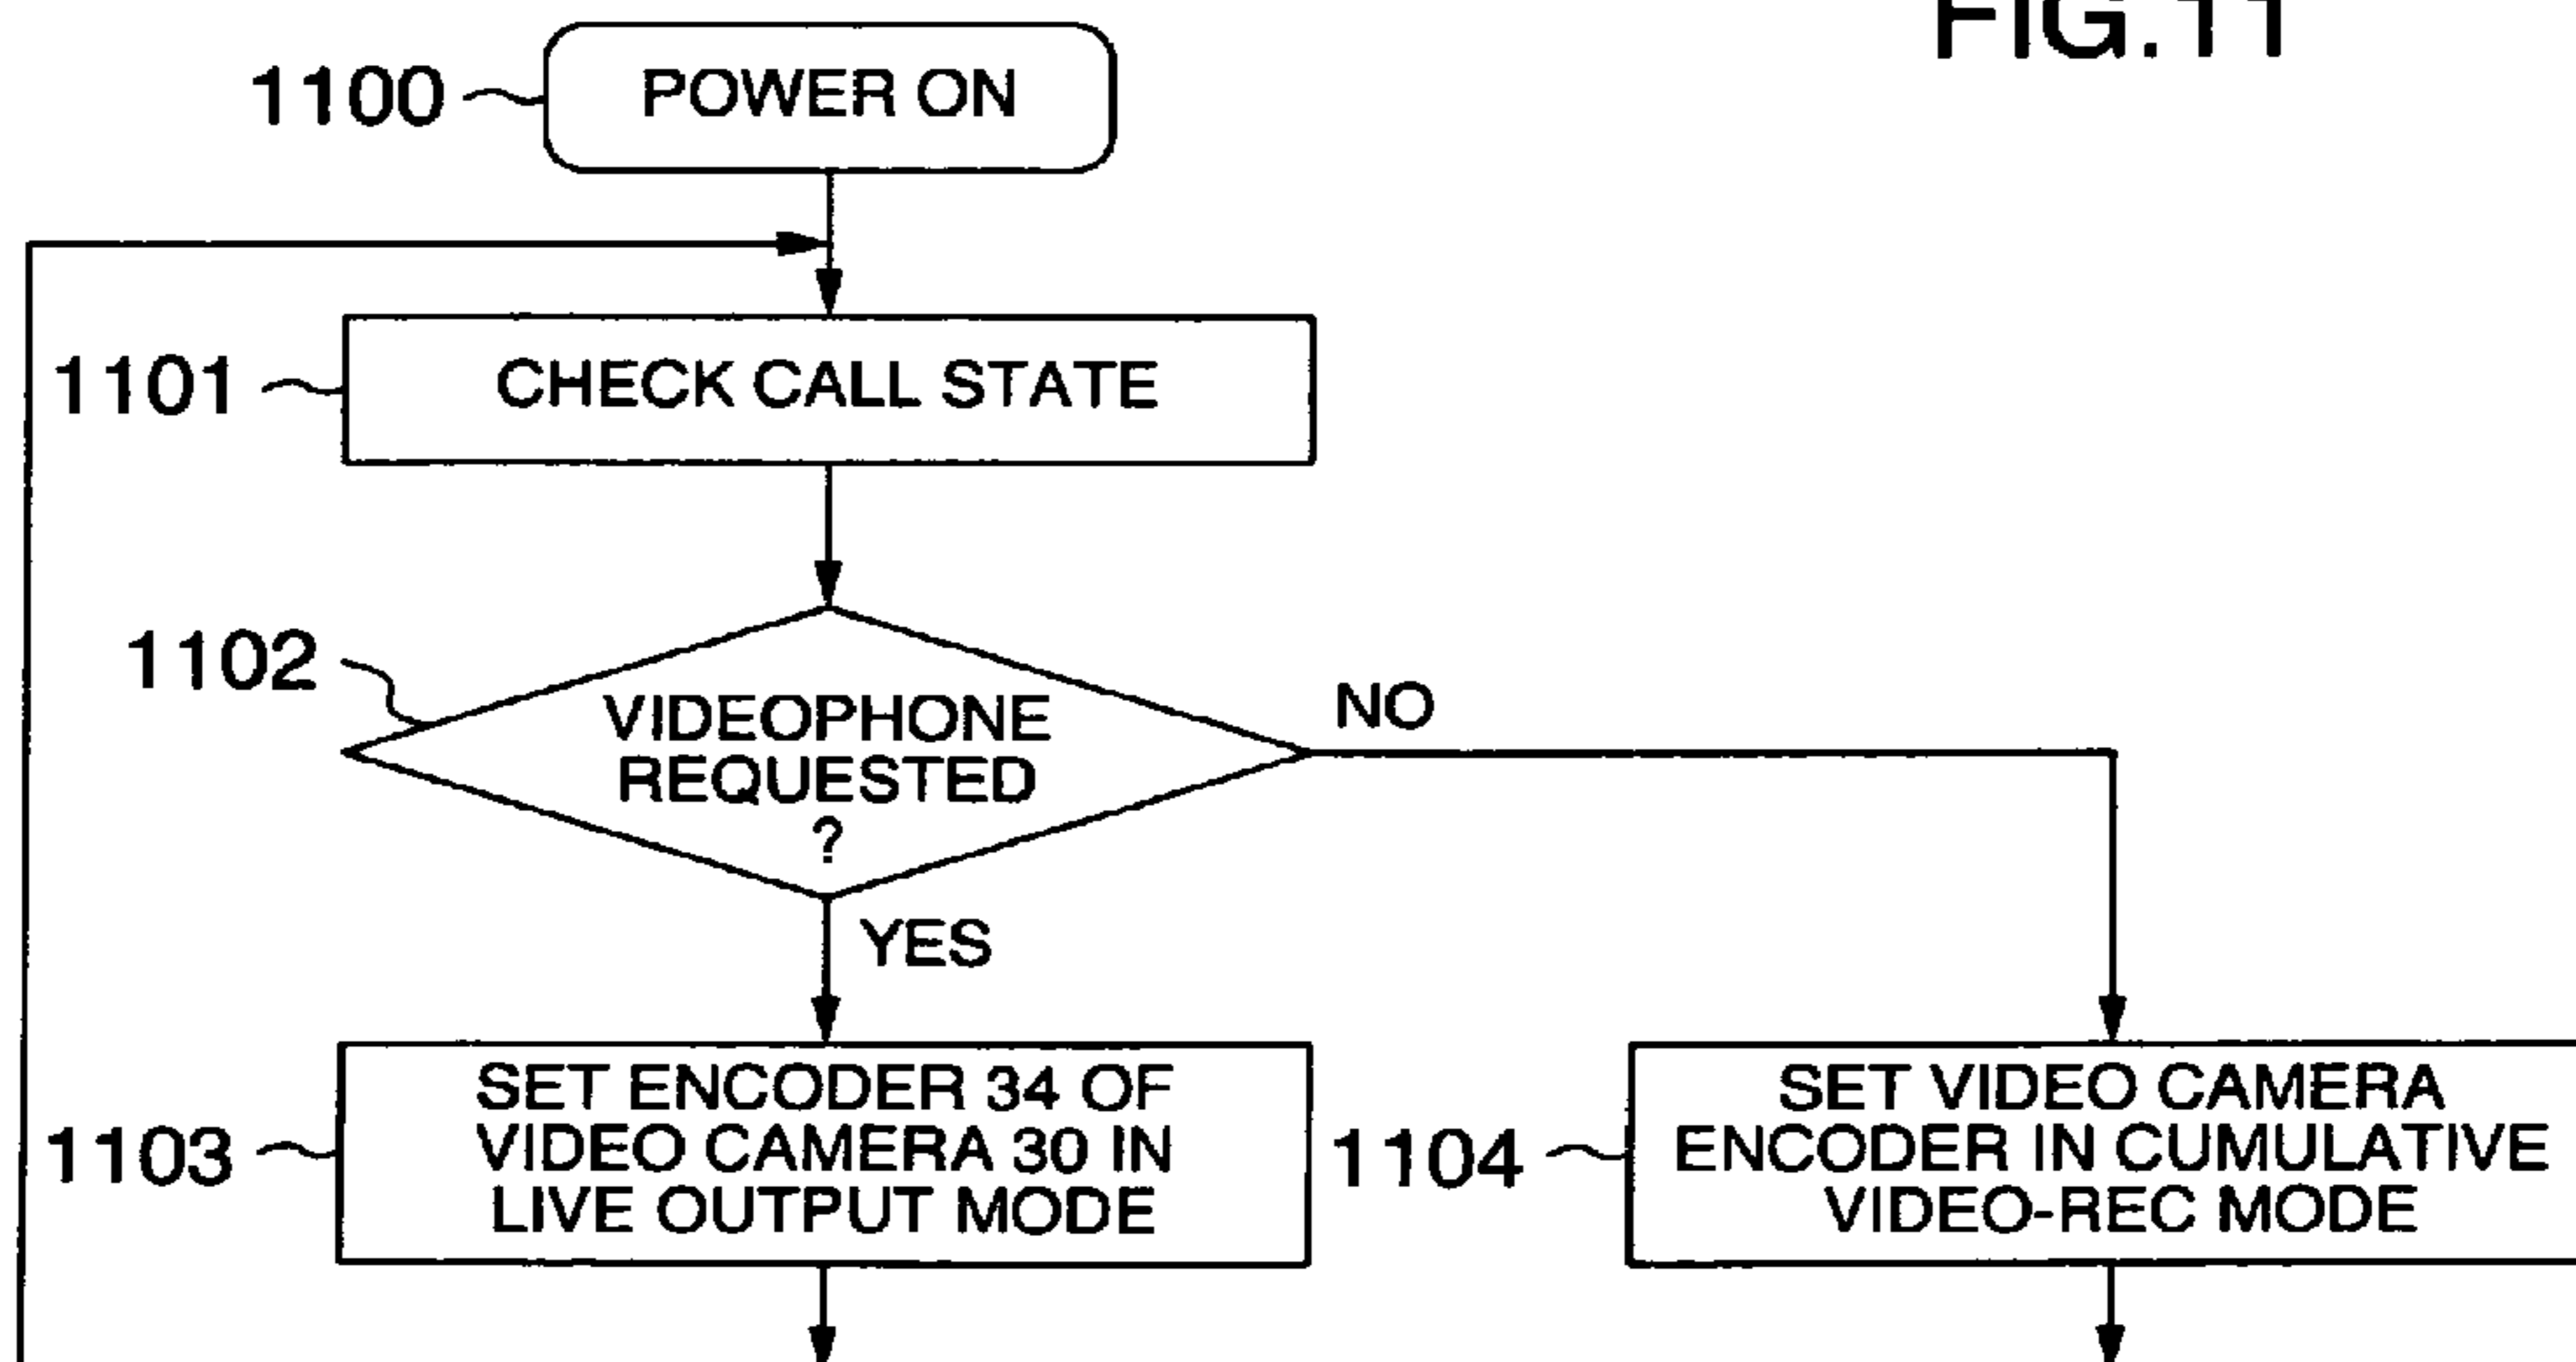 FIG.11
1100
POWER ON
1101
CHECK CALL STATE
1102
VIDEOPHONE
REQUESTED
?
NO
YES
1103
SET ENCODER 34 OF
VIDEO CAMERA 30 IN
LIVE OUTPUT MODE
1104
SET VIDEO CAMERA
ENCODER IN CUMULATIVE
VIDEO-REC MODE